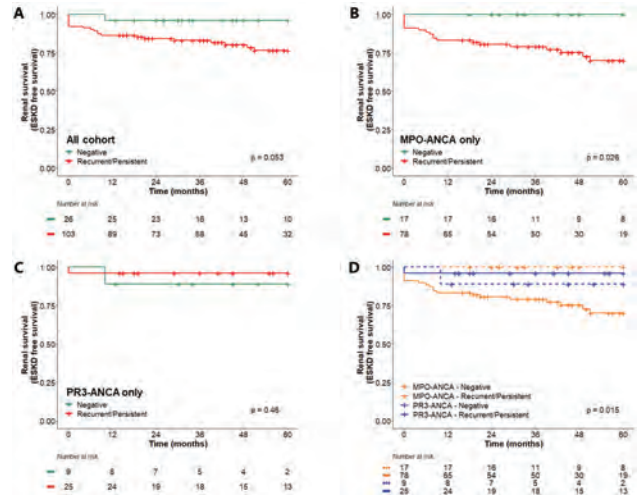 A
Renal survival
(ESKD free survival)
1.00
0.75
0.50
0.25
0.00
All cohort
Negative
Recurrent/Persistent
p = 0.053
0 12 24 36 48 60
Time (months)
Number at risk
26 25 23 16 13 10
103 89 73 58 45 32
B
Renal survival
(ESKD free survival)
1.00
0.75
0.50
0.25
0.00
MPO-ANCA only
Negative
Recurrent/Persistent
p = 0.026
0 12 24 36 48 60
Time (months)
Number at risk
17 17 16 11 9 8
78 65 54 50 30 19
C
Renal survival
(ESKD free survival)
1.00
0.75
0.50
0.25
0.00
PR3-ANCA only
Negative
Recurrent/Persistent
p = 0.46
0 12 24 36 48 60
Time (months)
Number at risk
9 8 7 5 4 2
25 24 19 18 15 13
D
Renal survival
(ESKD free survival)
1.00
0.75
0.50
0.25
0.00
MPO-ANCA - Negative
MPO-ANCA - Recurrent/Persistent
PR3-ANCA - Negative
PR3-ANCA - Recurrent/Persistent
p = 0.015
0 12 24 36 48 60
Time (months)
Number at risk
17 17 16 11 9 8
78 65 54 50 30 19
9 8 7 5 4 2
25 24 19 18 15 13